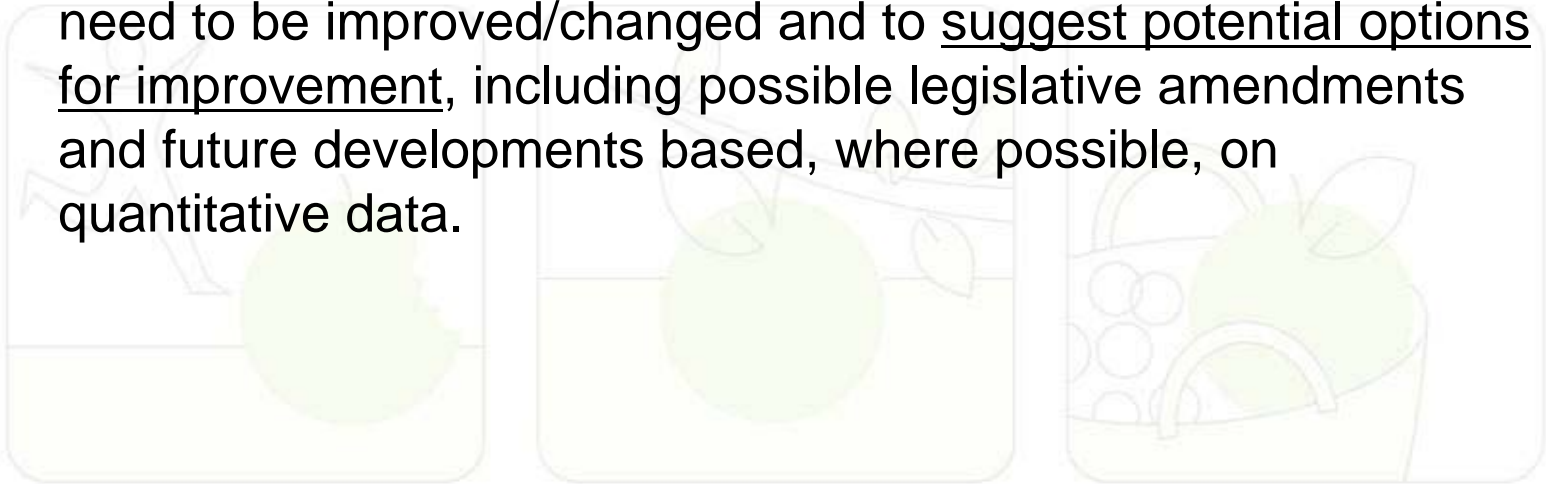 need to be improved/changed and to suggest potential options
for improvement, including possible legislative amendments
and future developments based, where possible, on
quantitative data.